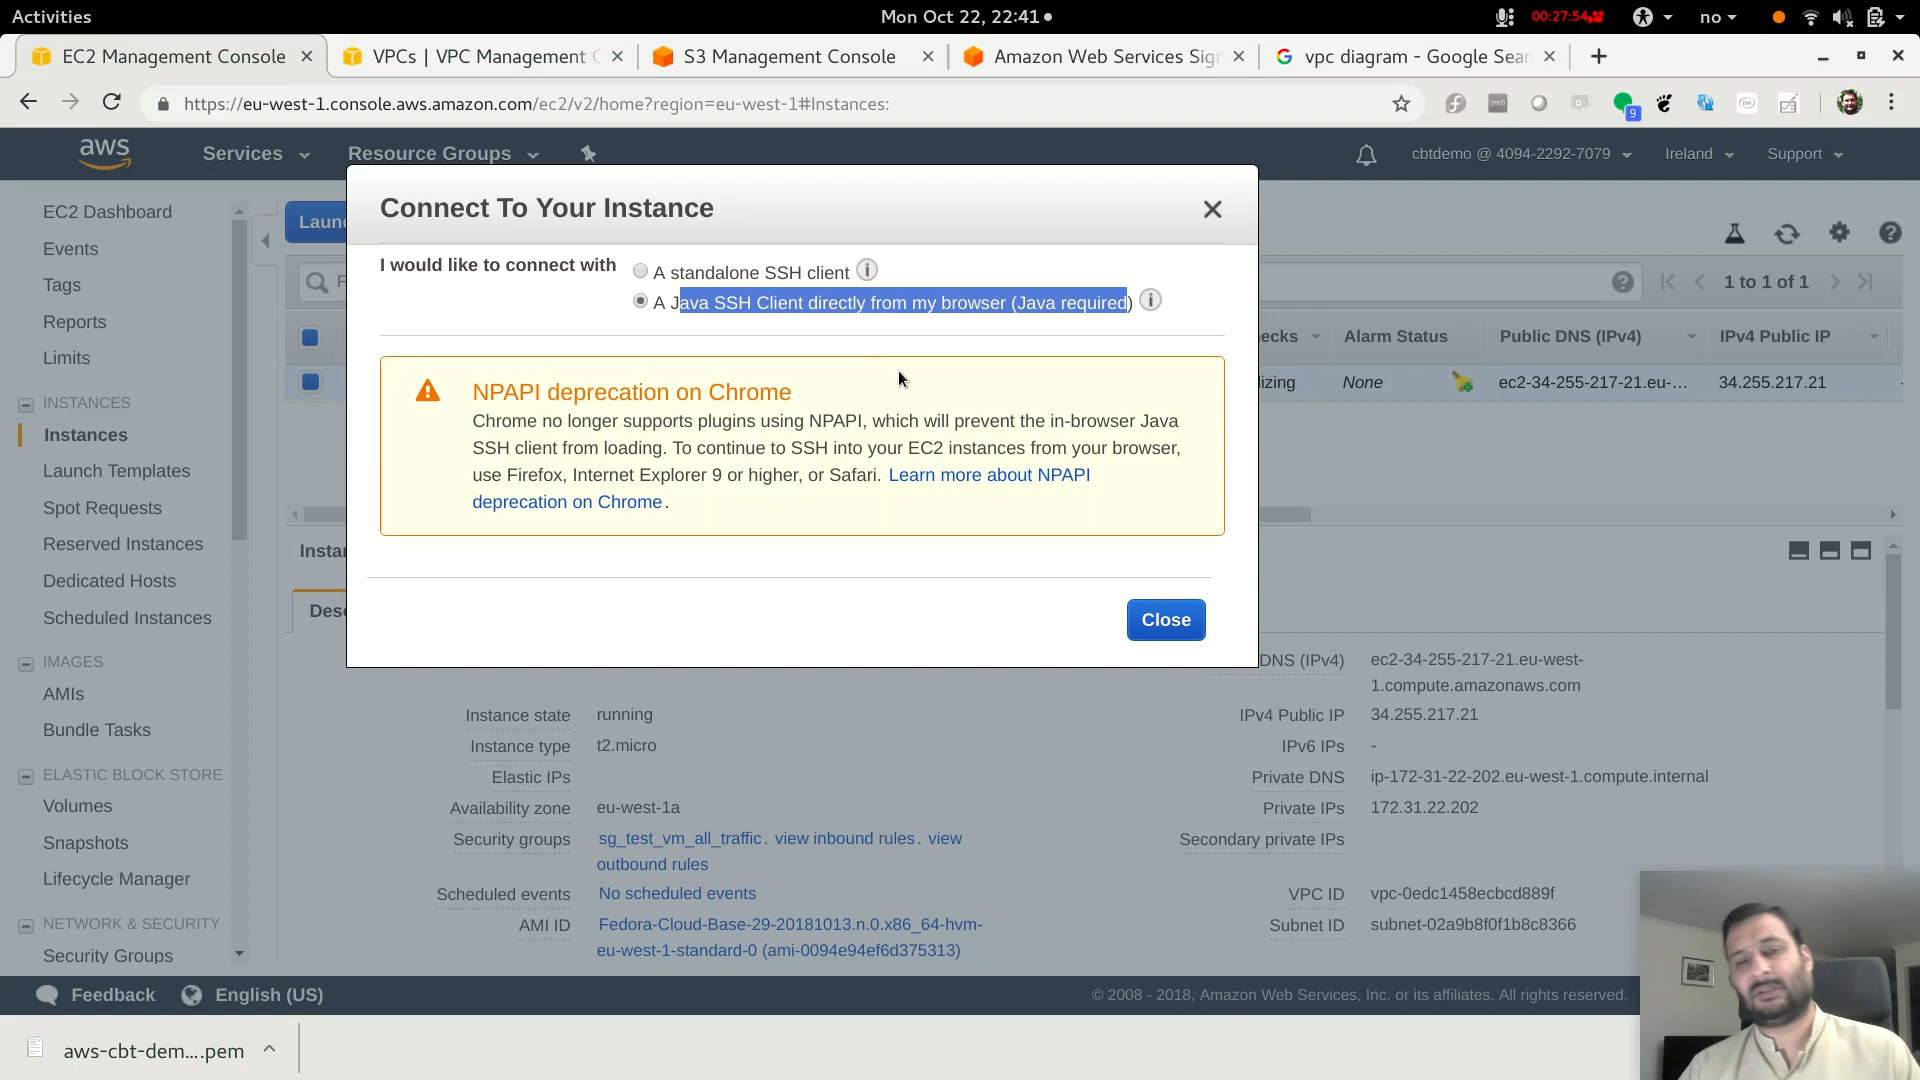 Activities
Mon Oct 22, 22:41
00:27:54
no
EC2 Management Console
VPCs | VPC Management
S3 Management Console
Amazon Web Services Sig
vpc diagram - Google Sear
https://eu-west-1.console.aws.amazon.com/ec2/v2/home?region=eu-west-1#Instances:
9
aws
Services
Resource Groups
cbtdemo @ 4094-2292-7079
Ireland
Support
EC2 Dashboard
Events
Tags
Reports
Limits
INSTANCES
Instances
Launch Templates
Spot Requests
Reserved Instances
Dedicated Hosts
Scheduled Instances
IMAGES
AMIs
Bundle Tasks
ELASTIC BLOCK STORE
Volumes
Snapshots
Lifecycle Manager
NETWORK & SECURITY
Security Groups
Laun
1 to 1 of 1
ecks
Alarm Status
Public DNS (IPv4)
IPv4 Public IP
lizing
None
ec2-34-255-217-21.eu-...
34.255.217.21
Connect To Your Instance
I would like to connect with
A standalone SSH client
A Java SSH Client directly from my browser (Java required)
NPAPI deprecation on Chrome
Chrome no longer supports plugins using NPAPI, which will prevent the in-browser Java
SSH client from loading. To continue to SSH into your EC2 instances from your browser,
use Firefox, Internet Explorer 9 or higher, or Safari. Learn more about NPAPI
deprecation on Chrome.
Close
Insta
Desc
DNS (IPv4)
ec2-34-255-217-21.eu-west-
1.compute.amazonaws.com
Instance state
running
IPv4 Public IP
34.255.217.21
Instance type
t2.micro
IPv6 IPs
-
Elastic IPs
Private DNS
ip-172-31-22-202.eu-west-1.compute.internal
Availability zone
eu-west-1a
Private IPs
172.31.22.202
Security groups
sg_test_vm_all_traffic. view inbound rules. view
outbound rules
Secondary private IPs
Scheduled events
No scheduled events
VPC ID
vpc-0edc1458ecbcd889f
AMI ID
Fedora-Cloud-Base-29-20181013.n.0.x86_64-hvm-
eu-west-1-standard-0 (ami-0094e94ef6d375313)
Subnet ID
subnet-02a9b8f0f1b8c8366
Feedback
English (US)
© 2008 - 2018, Amazon Web Services, Inc. or its affiliates. All rights reserved.
aws-cbt-dem....pem